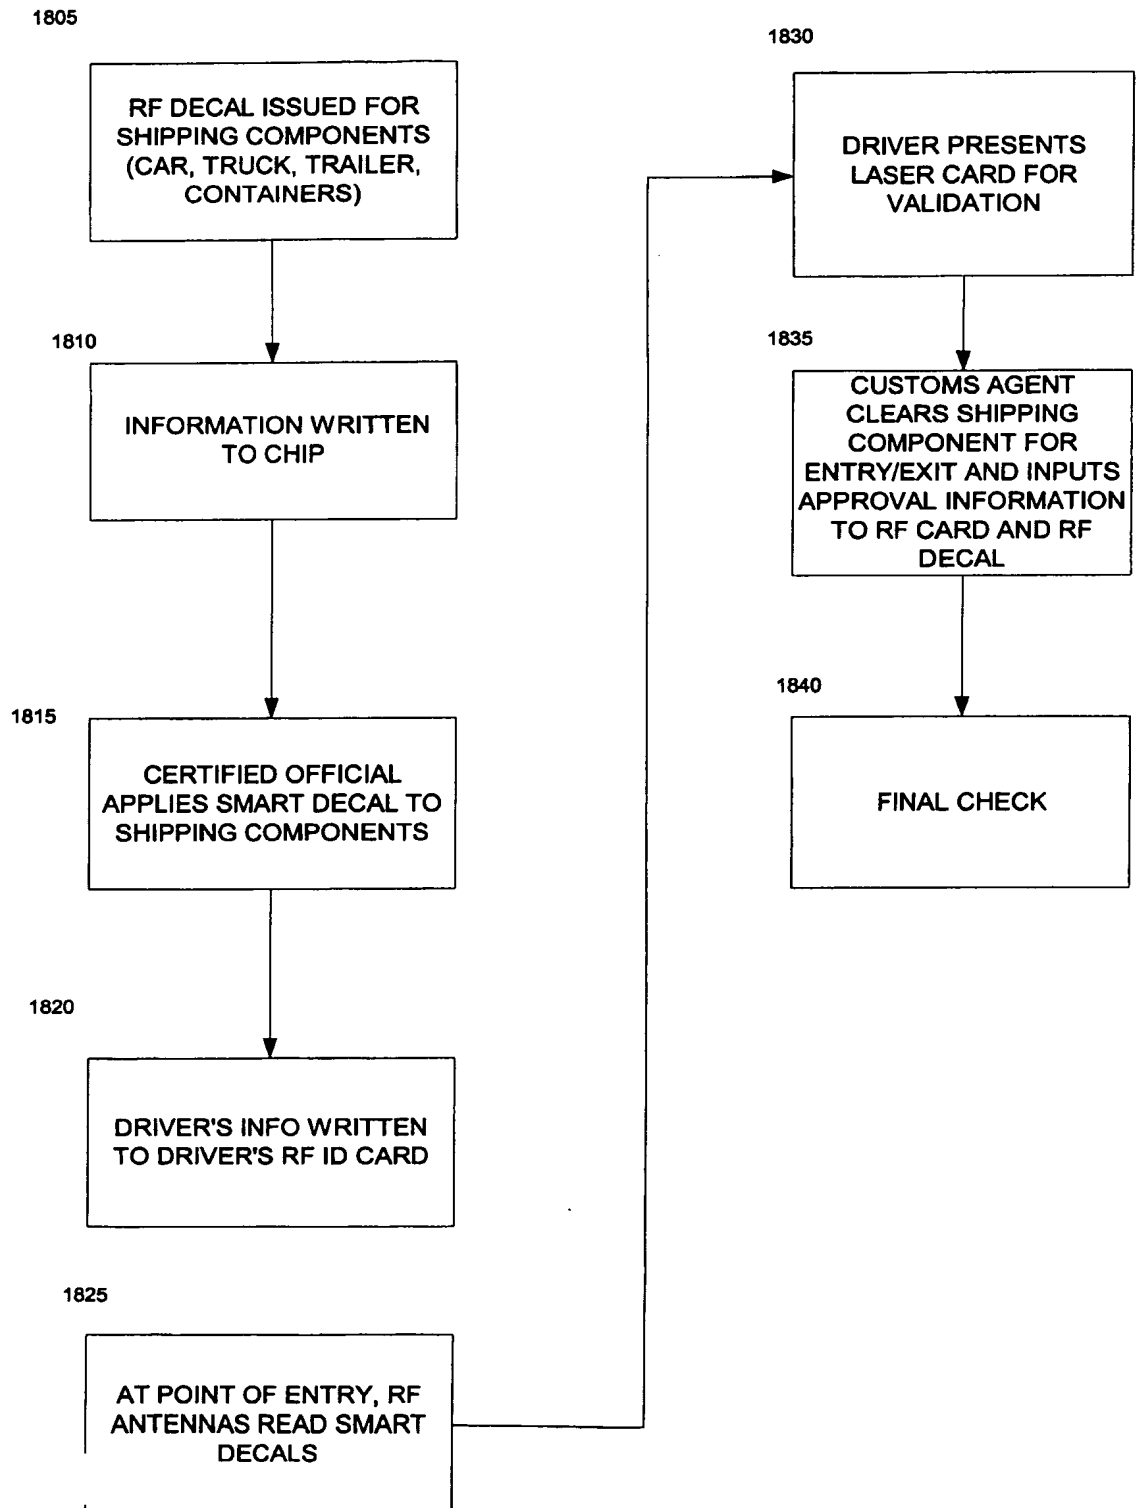 1805
RF DECAL ISSUED FOR
SHIPPING COMPONENTS
(CAR, TRUCK, TRAILER,
CONTAINERS)
1810
INFORMATION WRITTEN
TO CHIP
1815
CERTIFIED OFFICIAL
APPLIES SMART DECAL TO
SHIPPING COMPONENTS
1820
DRIVER'S INFO WRITTEN
TO DRIVER'S RF ID CARD
1825
AT POINT OF ENTRY, RF
ANTENNAS READ SMART
DECALS
1830
DRIVER PRESENTS
LASER CARD FOR
VALIDATION
1835
CUSTOMS AGENT
CLEARS SHIPPING
COMPONENT FOR
ENTRY/EXIT AND INPUTS
APPROVAL INFORMATION
TO RF CARD AND RF
DECAL
1840
FINAL CHECK